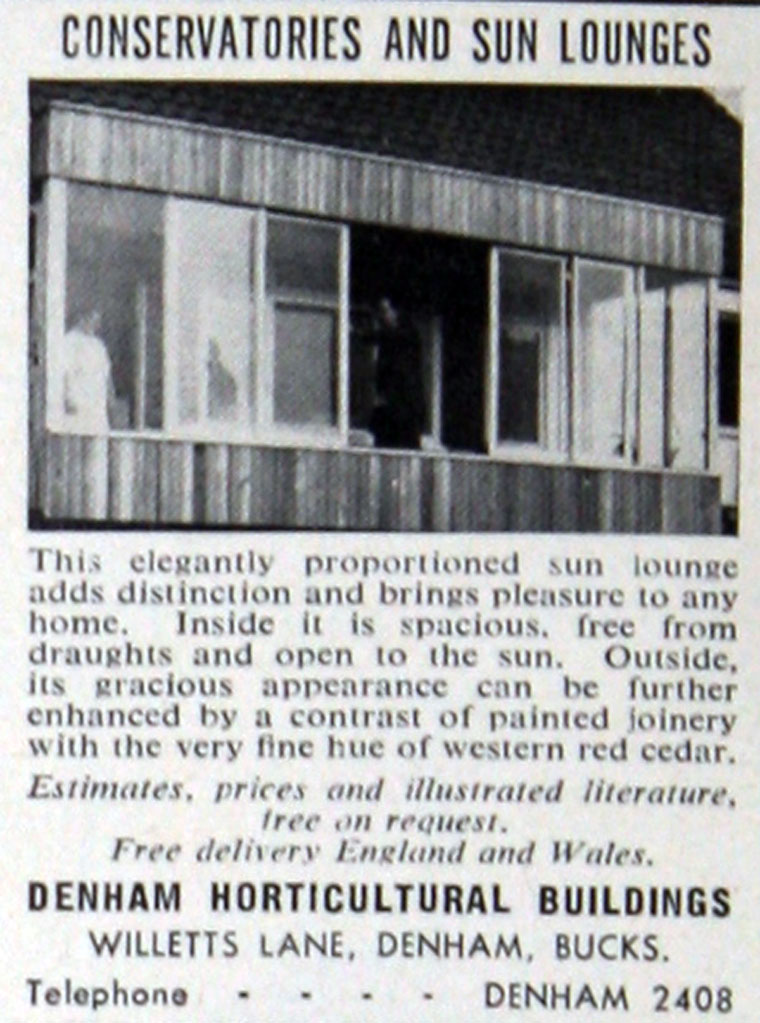 CONSERVATORIES AND SUN LOUNGES
This elegantly proportioned sun lounge
adds distinction and brings pleasure to any
home. Inside it is spacious, free from
draughts and open to the sun. Outside,
its gracious appearance can be further
enhanced by a contrast of painted joinery
with the very fine hue of western red cedar.
Estimates, prices and illustrated literature,
free on request.
Free delivery England and Wales.
DENHAM HORTICULTURAL BUILDINGS
WILLETTS LANE, DENHAM, BUCKS.
Telephone - - - - DENHAM 2408